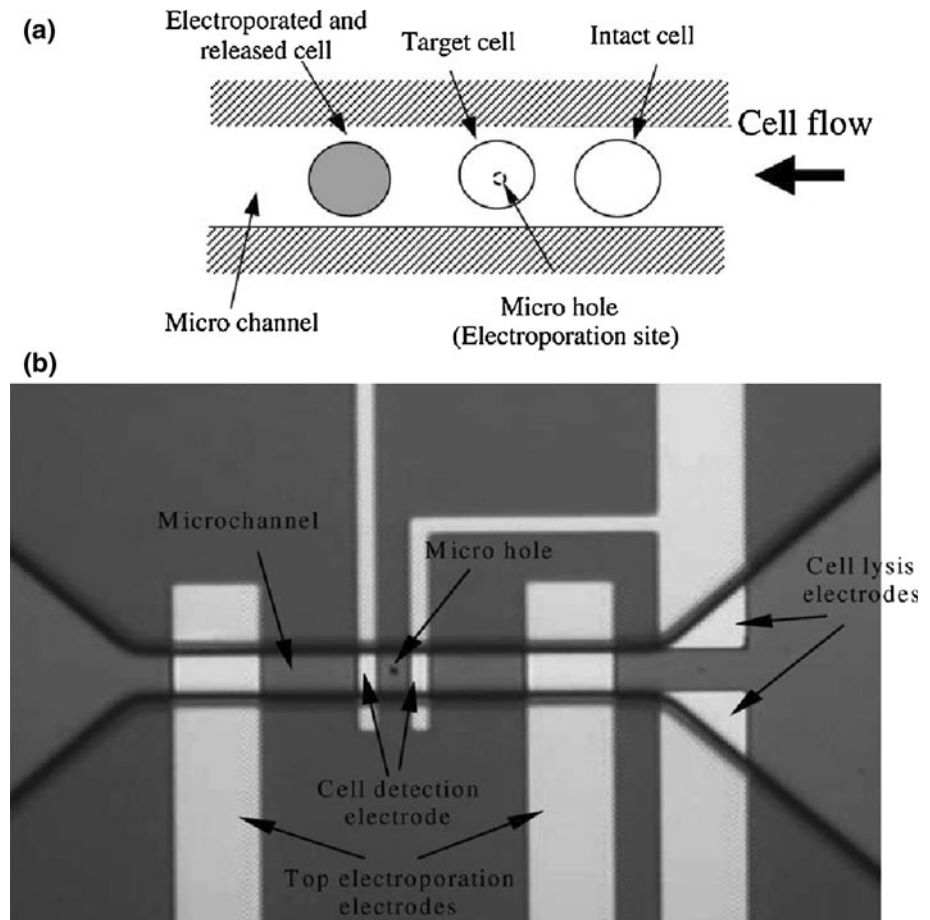 (a)
Electroporated and
released cell
Target cell
Intact cell
Cell flow
Micro channel
Micro hole
(Electroporation site)
(b)
Microchannel
Micro hole
Cell lysis
electrodes
Cell detection
electrode
Top electroporation
electrodes